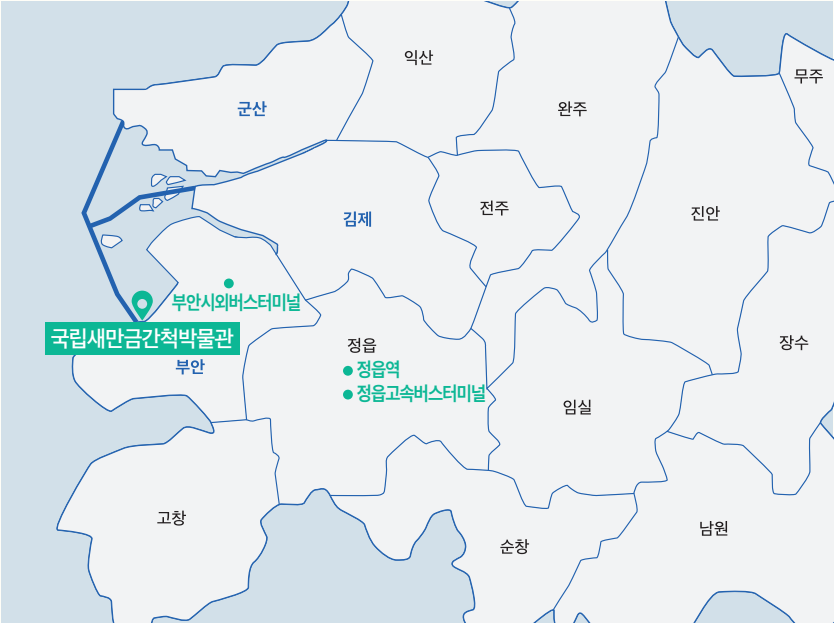 익산
무주
군산
완주
김제
전주
진안
부안시외버스터미널
국립새만금간척박물관
부안
정읍
정읍역
정읍고속버스터미널
장수
임실
고창
순창
남원